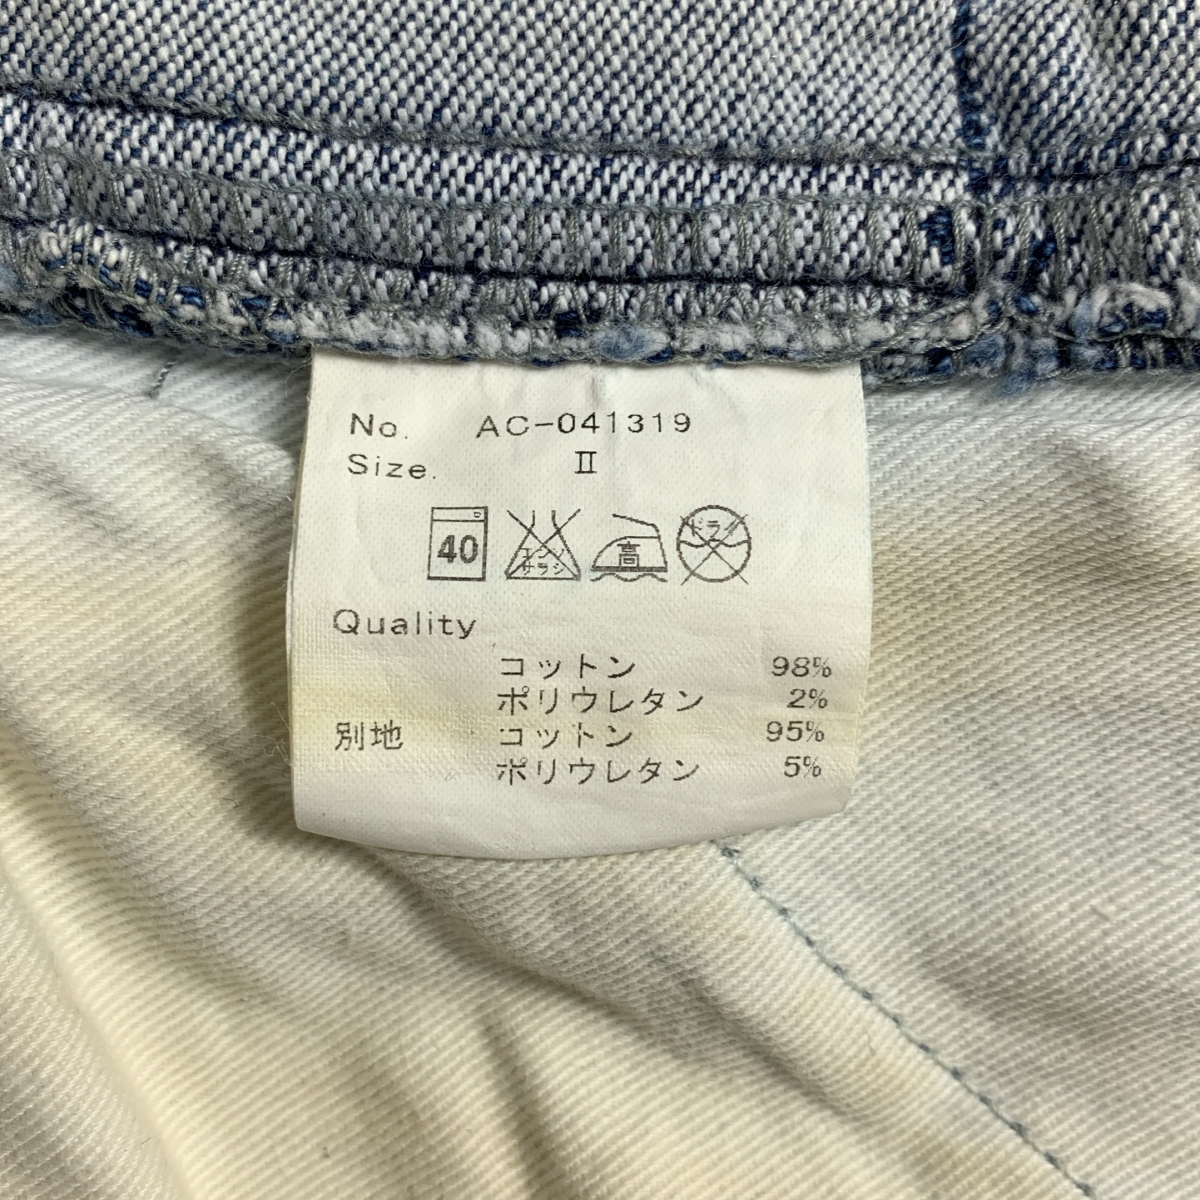 No. AC-041319
Size. Ⅱ
40 エンソサラシ 高 ドライ
Quality
コットン 98%
ポリウレタン 2%
別地 コットン 95%
ポリウレタン 5%